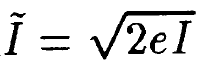 Ĩ = √2eI